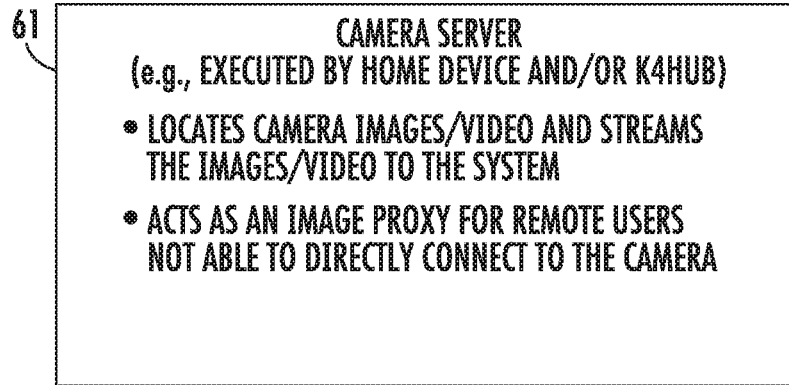 61
CAMERA SERVER
(e.g., EXECUTED BY HOME DEVICE AND/OR K4HUB)
• LOCATES CAMERA IMAGES/VIDEO AND STREAMS
THE IMAGES/VIDEO TO THE SYSTEM
• ACTS AS AN IMAGE PROXY FOR REMOTE USERS
NOT ABLE TO DIRECTLY CONNECT TO THE CAMERA